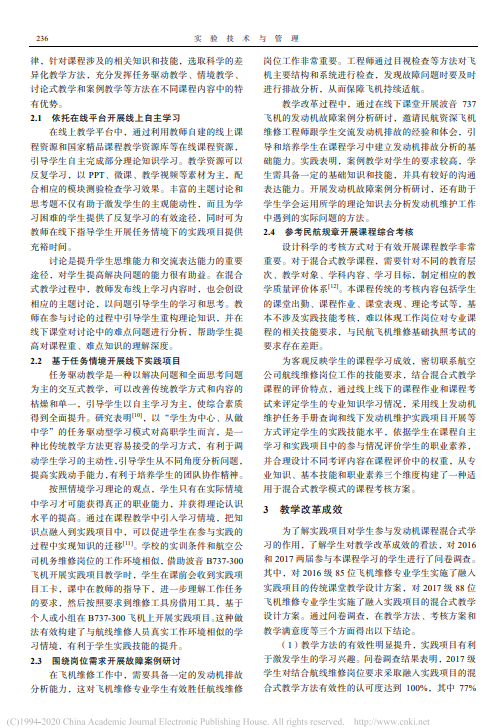 236 实 验 技 术 与 管 理
律，针对课程涉及的相关知识和技能，选取科学的差
异化教学方法，充分发挥任务驱动教学、情境教学、
讨论式教学和案例教学等方法在不同课程内容中的特
有优势。
2.1 依托在线平台开展线上自主学习
在线上教学平台中，通过利用教师自建的线上课
程资源和国家精品课程教学资源库等在线课程资源，
引导学生自主完成部分理论知识学习。教学资源可以
反复学习，以 PPT、微课、教学视频等素材为主，配
合相应的模块测验检查学习效果。丰富的主题讨论和
思考题不仅有助于激发学生的主观能动性，而且为学
习困难的学生提供了反复学习的有效途径，同时可为
教师在线下指导学生开展任务情境下的实践项目提供
充裕时间。
讨论是提升学生思维能力和交流表达能力的重要
途径，对学生提高解决问题的能力很有助益。在混合
式教学过程中，教师发布线上学习内容时，也会创设
相应的主题讨论，以问题引导学生的学习和思考。教
师在参与讨论的过程中引导学生重构理论知识，并在
线下课堂对讨论中的难点问题进行分析，帮助学生提
高对课程重、难点知识的理解深度。
2.2 基于任务情境开展线下实践项目
任务驱动教学是一种以解决问题和全面思考问题
为主的交互式教学，可以改善传统教学方式和内容的
枯燥和单一，引导学生以自主学习为主，使综合素质
得到全面提升。研究表明[10]，以“学生为中心、从做
中学”的任务驱动型学习模式对高职学生而言，是一
种比传统教学方法更容易接受的学习方式，有利于调
动学生学习的主动性，引导学生从不同角度分析问题，
提高实践动手能力，有利于培养学生的团队协作精神。
按照情境学习理论的观点，学生只有在实际情境
中学习才可能获得真正的职业能力，并获得理论认识
水平的提高。通过在课程教学中引入学习情境，把知
识点融入到实践项目中，可以促进学生在参与实践的
过程中实现知识的迁移[11]。学校的实训条件和航空公
司机务维修岗位的工作环境相似，借助波音 B737-300
飞机开展实践项目教学时，学生在课前会收到实践项
目工卡，课中在教师的指导下，进一步理解工作任务
的要求，然后按照要求到维修工具房借用工具，基于
个人或小组在 B737-300 飞机上开展实践项目。这种做
法有效构建了与航线维修人员真实工作环境相似的学
习情境，有利于学生实践技能的提升。
2.3 围绕岗位需求开展故障案例研讨
在飞机维修工作中，需要具备一定的发动机排故
分析能力，这对飞机维修专业学生有效胜任航线维修
岗位工作非常重要。工程师通过目视检查等方法对飞
机主要结构和系统进行检查，发现故障问题时要及时
进行排故分析，从而保障飞机持续适航。
教学改革过程中，通过在线下课堂开展波音 737
飞机的发动机故障案例分析研讨，邀请民航资深飞机
维修工程师跟学生交流发动机排故的经验和体会，引
导和培养学生在课程学习中建立发动机排故分析的基
础能力。实践表明，案例教学对学生的要求较高，学
生需具备一定的基础知识和技能，并具有较好的沟通
表达能力。开展发动机故障案例分析研讨，还有助于
学生学会运用所学的理论知识去分析发动机维护工作
中遇到的实际问题的方法。
2.4 参考民航规章开展课程综合考核
设计科学的考核方式对于有效开展课程教学非常
重要。对于混合式教学课程，需要针对不同的教育层
次、教学对象、学科内容、学习目标，制定相应的教
学质量评价体系[12]。本课程传统的考核内容包括学生
的课堂出勤、课程作业、课堂表现、理论考试等，基
本不涉及实践技能考核，难以体现工作岗位对专业课
程的相关技能要求，与民航飞机维修基础执照考试的
要求存在差距。
为客观反映学生的课程学习成效，密切联系航空
公司航线维修岗位工作的技能要求，结合混合式教学
课程的评价特点，通过线上线下的课程作业和课程考
试来评定学生的专业知识学习情况，采用线上发动机
维护任务手册查询和线下发动机维护实践项目开展等
方式评定学生的实践技能水平，依据学生在课程自主
学习和实践项目中的参与情况评价学生的职业素养，
并合理设计不同考评内容在课程评价中的权重，从专
业知识、基本技能和职业素养三个维度构建了一种适
用于混合式教学模式的课程考核方案。
3 教学改革成效
为了解实践项目对学生参与发动机课程混合式学
习的作用，了解学生对教学改革成效的看法，对 2016
和 2017 两届参与本课程学习的学生进行了问卷调查。
其中，对 2016 级 85 位飞机维修专业学生实施了融入
实践项目的传统课堂教学设计方案，对 2017 级 88 位
飞机维修专业学生实施了融入实践项目的混合式教学
设计方案。通过问卷调查，在教学方法、考核方案和
教学满意度等三个方面得出以下结论。
（1）教学方法的有效性明显提升，实践项目有利
于激发学生的学习兴趣。问卷调查结果表明，2017 级
学生对结合航线维修岗位要求采取融入实践项目的混
合式教学方法有效性的认可度达到 100%，其中 77%
(C)1994-2020 China Academic Journal Electronic Publishing House. All rights reserved. http://www.cnki.net